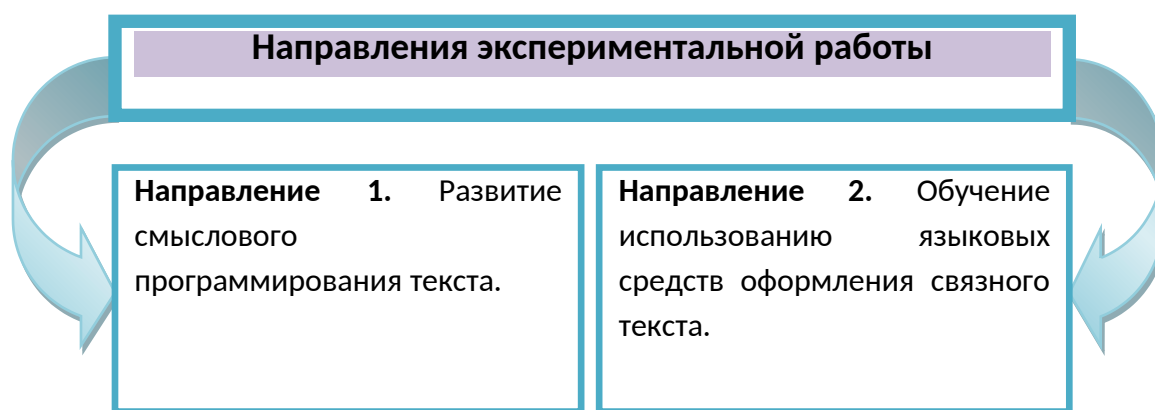 Направления экспериментальной работы
Направление 1. Развитие
смыслового
программирования текста.
Направление 2. Обучение
использованию языковых
средств оформления связного
текста.